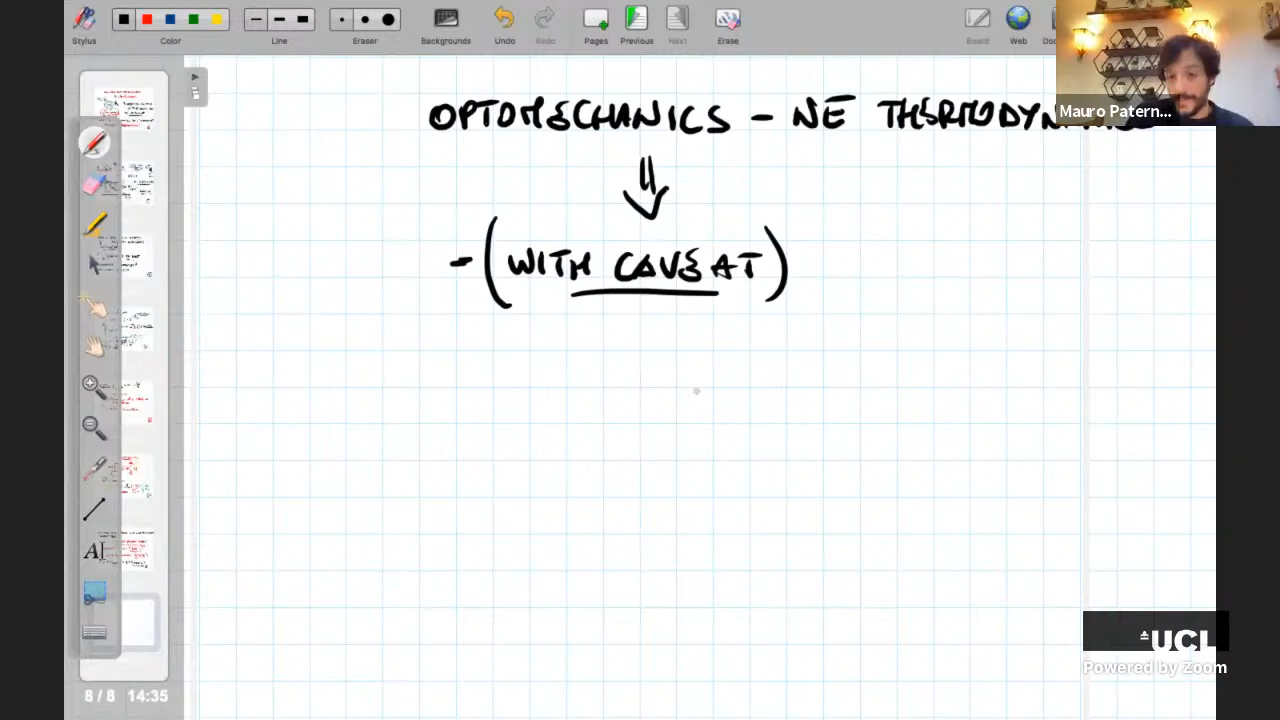 Stylus Color Line Eraser Backgrounds Undo Redo Pages Previous Next Erase Board Web
Mauro Patern...
OPTOMECHANICS - NE
⇓
- (WITH CAVEAT)
A
8 / 8 14:35
UCL
Powered by Zoom